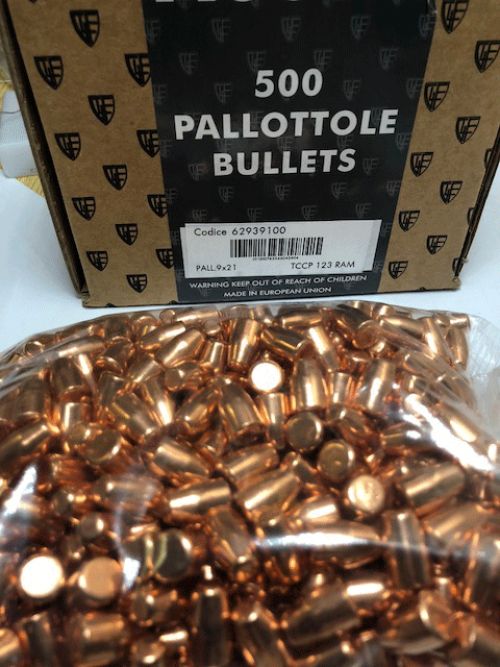 500
PALLOTTOLE
BULLETS
Codice 62939100
PALL.9x21 TCCP 123 RAM
WARNING KEEP OUT OF REACH OF CHILDREN
MADE IN EUROPEAN UNION